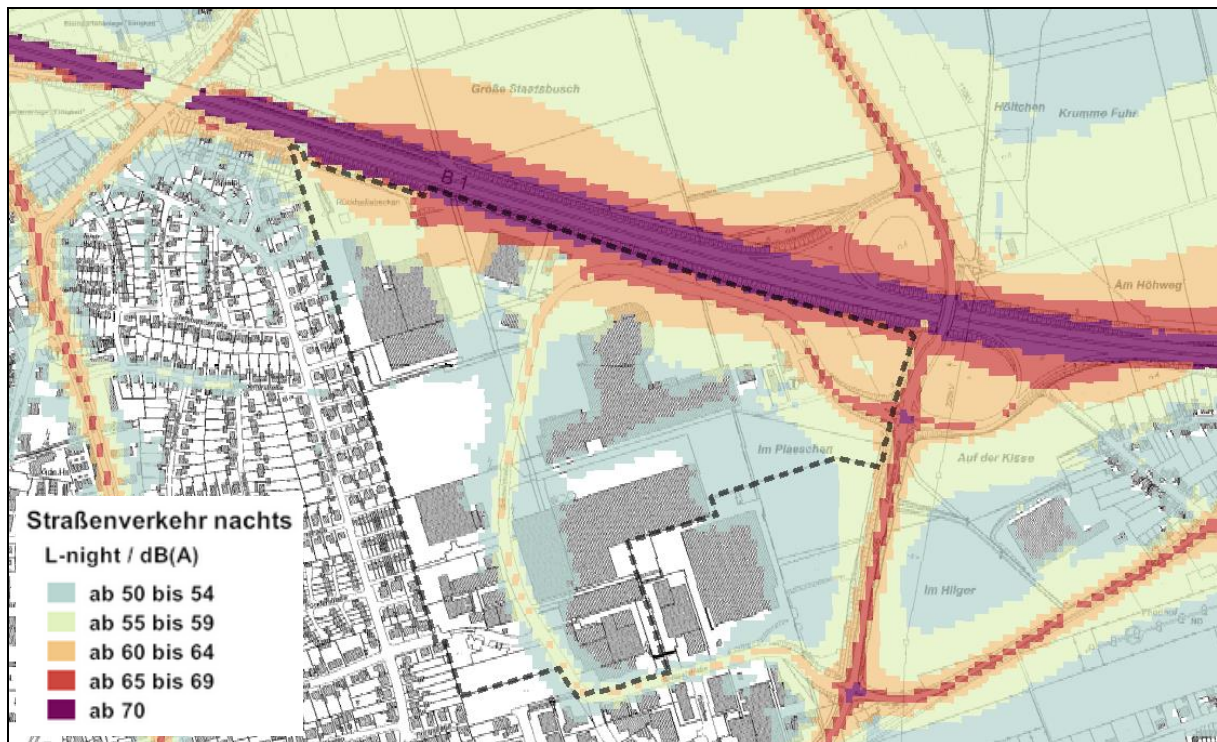 Große Staatsbusch
Höltchen
Krumme Fuhr
B 1
Am Höhweg
Im Plaeschen
Auf der Kisse
Im Hilger
Straßenverkehr nachts
L-night / dB(A)
ab 50 bis 54
ab 55 bis 59
ab 60 bis 64
ab 65 bis 69
ab 70